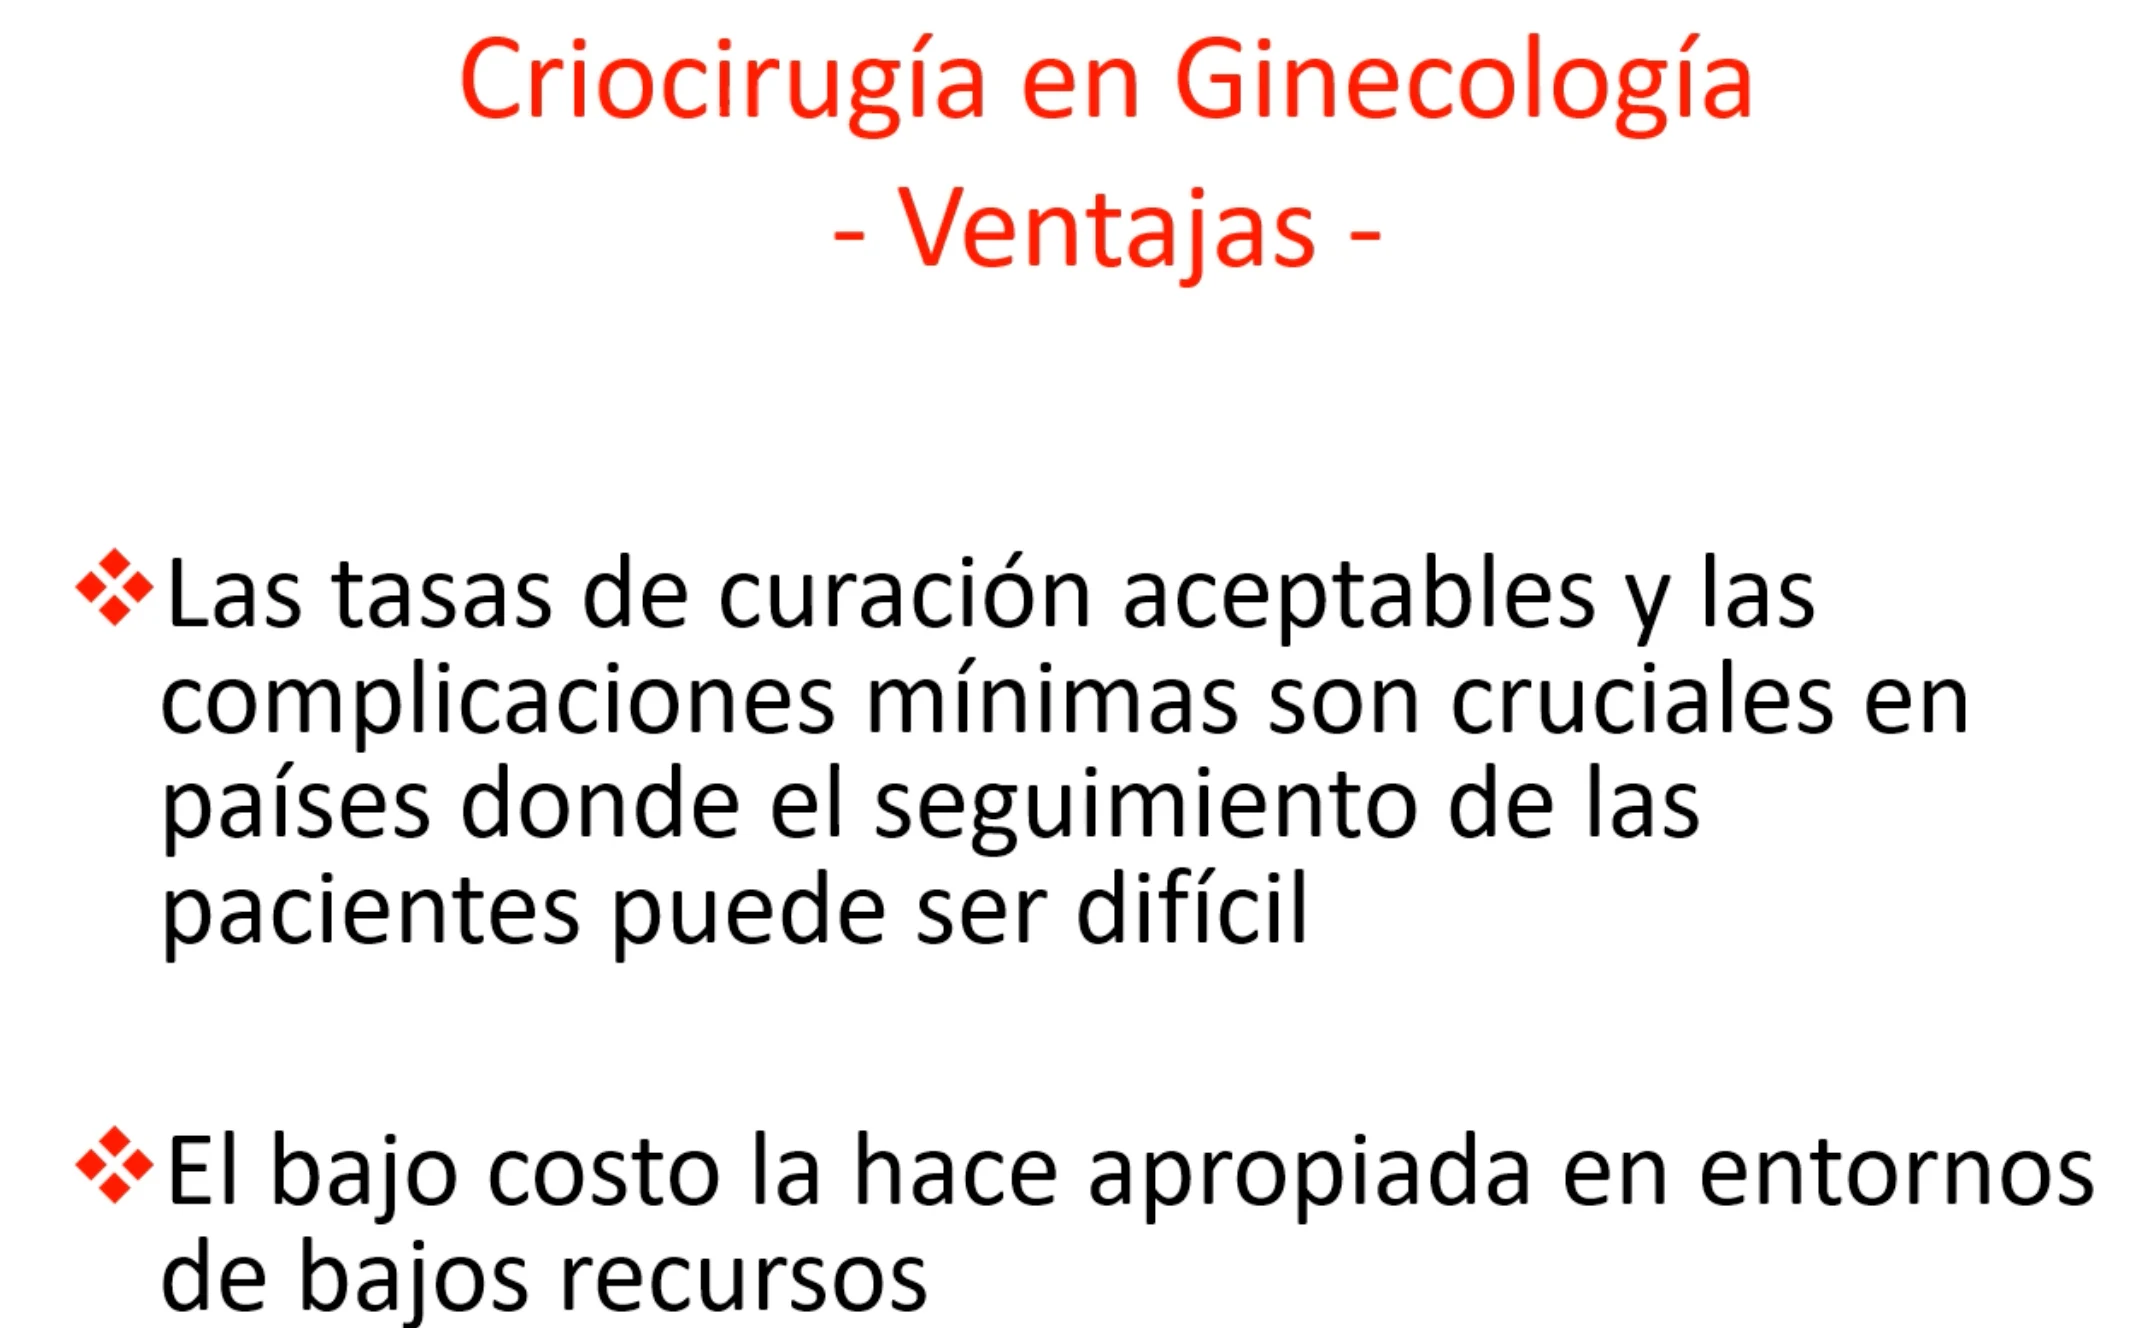 Criocirugía en Ginecología
- Ventajas -
❖Las tasas de curación aceptables y las
complicaciones mínimas son cruciales en
países donde el seguimiento de las
pacientes puede ser difícil
❖El bajo costo la hace apropiada en entornos
de bajos recursos